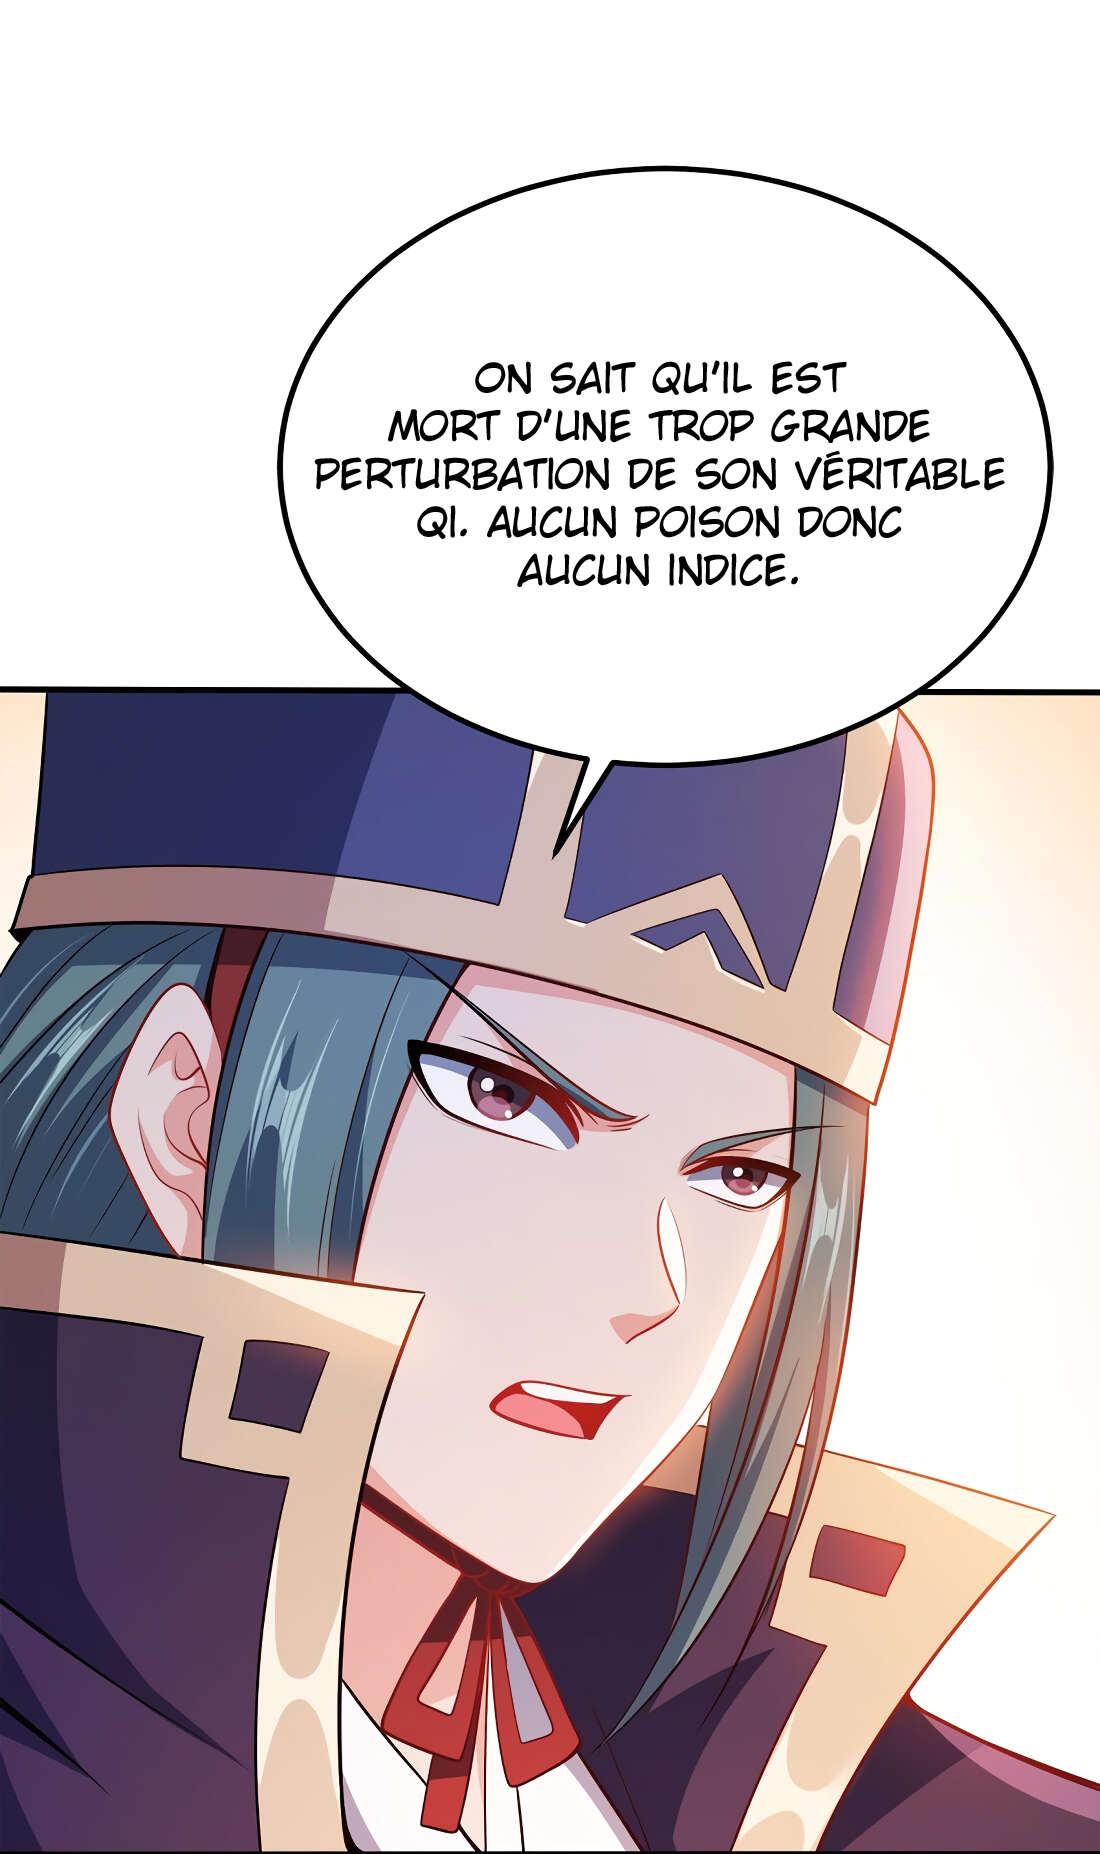 ON SAIT QU'IL EST
MORT D'UNE TROP GRANDE
PERTURBATION DE SON VÉRITABLE
QI. AUCUN POISON DONC
AUCUN INDICE.